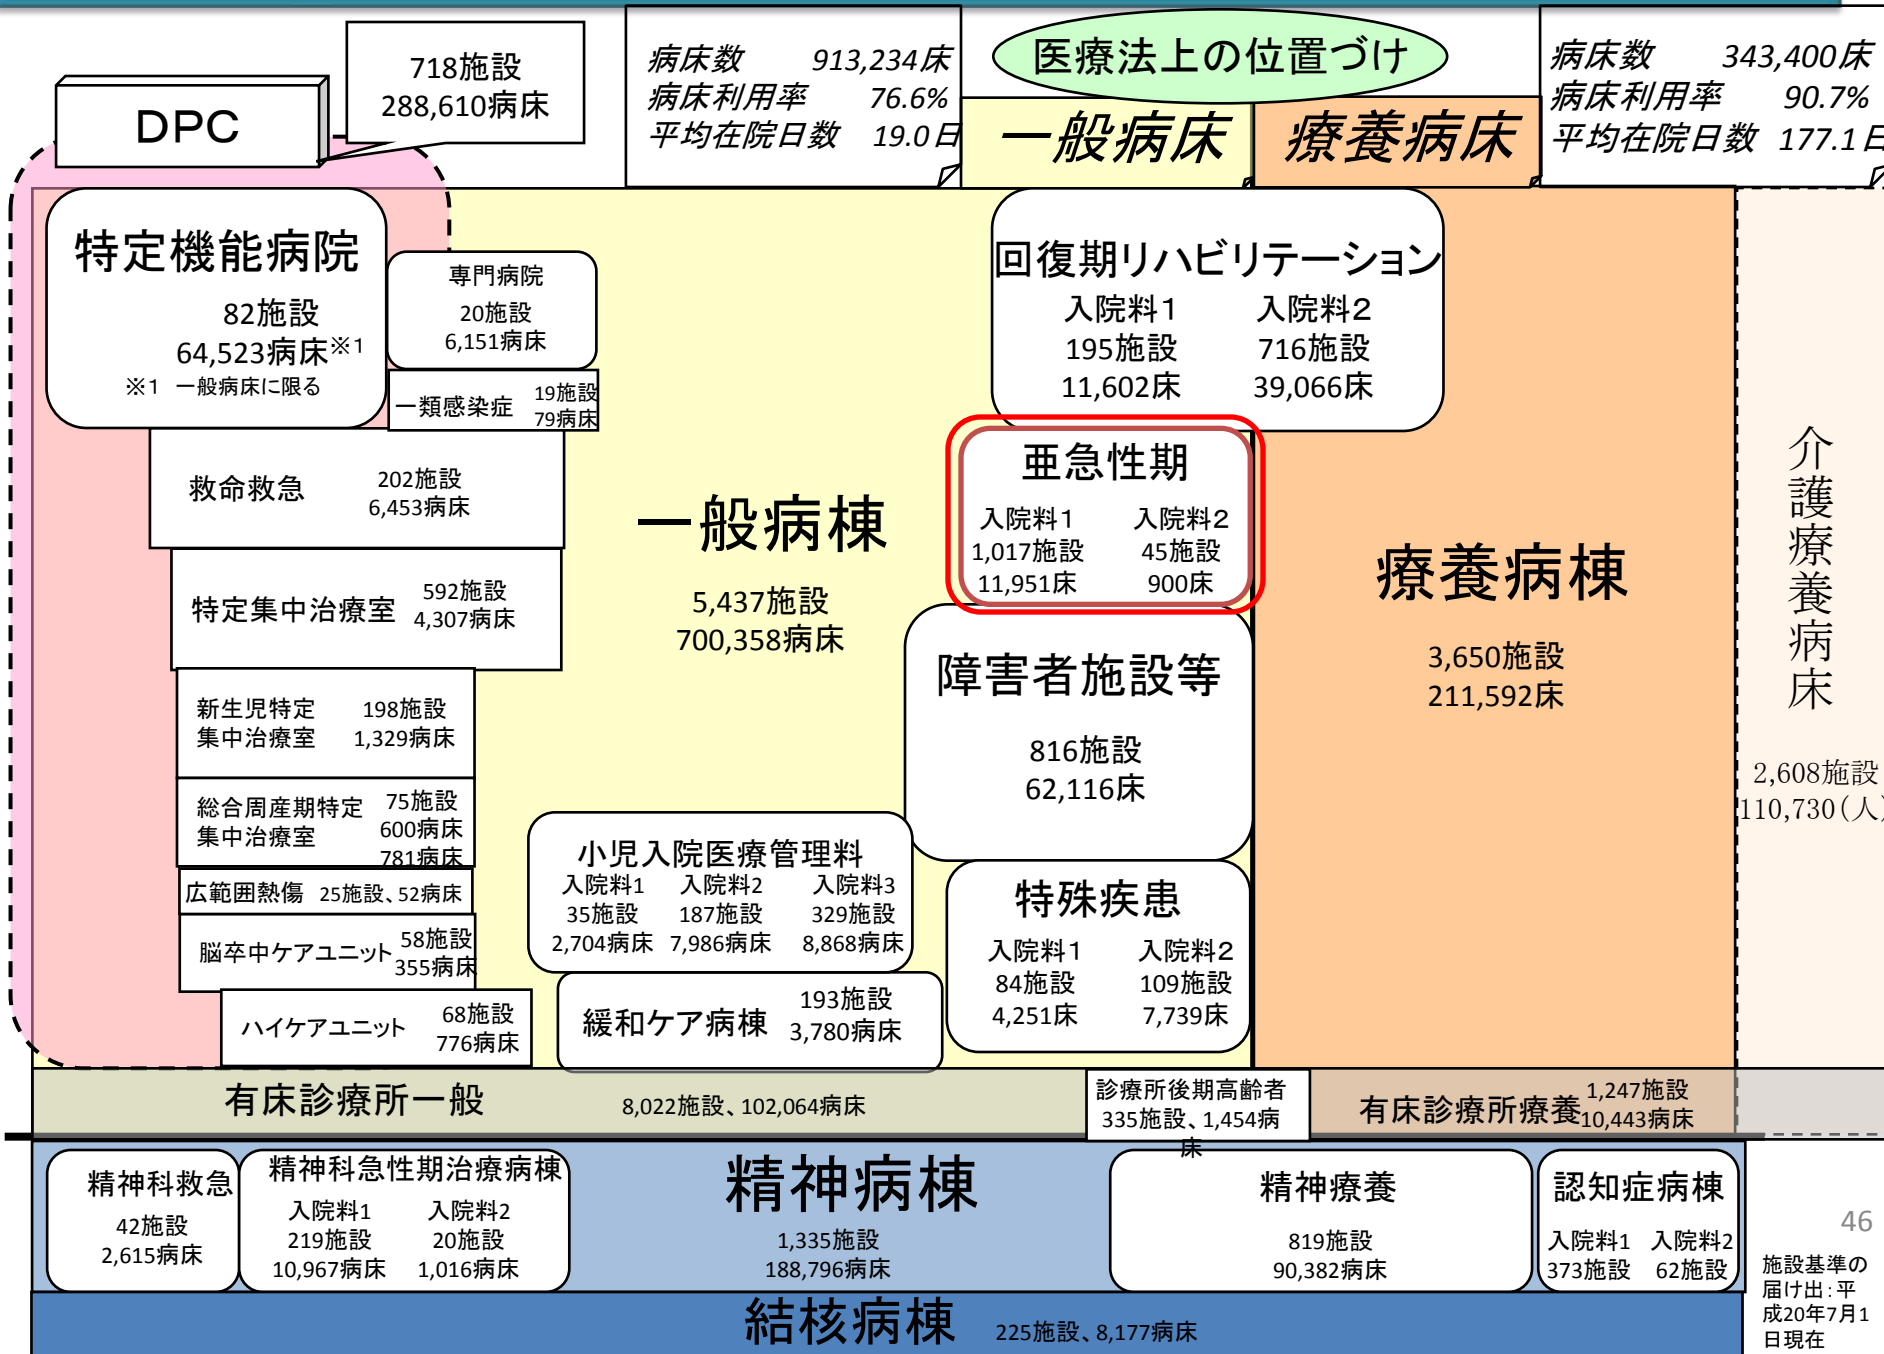 718施設
288,610病床
DPC
病床数 913,234床
病床利用率 76.6%
平均在院日数 19.0日
医療法上の位置づけ
一般病床
療養病床
病床数 343,400床
病床利用率 90.7%
平均在院日数 177.1日
特定機能病院
82施設
64,523病床※1
※1 一般病床に限る
専門病院
20施設
6,151病床
一類感染症
19施設
79病床
救命救急
202施設
6,453病床
特定集中治療室
592施設
4,307病床
新生児特定
集中治療室
198施設
1,329病床
総合周産期特定
集中治療室
75施設
600病床
781病床
広範囲熱傷 25施設、52病床
脳卒中ケアユニット
58施設
355病床
ハイケアユニット
68施設
776病床
一般病棟
5,437施設
700,358病床
回復期リハビリテーション
入院料1 入院料2
195施設 716施設
11,602床 39,066床
亜急性期
入院料1 入院料2
1,017施設 45施設
11,951床 900床
障害者施設等
816施設
62,116床
小児入院医療管理料
入院料1 入院料2 入院料3
35施設 187施設 329施設
2,704病床 7,986病床 8,868病床
緩和ケア病棟
193施設
3,780病床
特殊疾患
入院料1 入院料2
84施設 109施設
4,251床 7,739床
療養病棟
3,650施設
211,592床
介護療養病床
2,608施設
110,730(人)
有床診療所一般 8,022施設、102,064病床
診療所後期高齢者
335施設、1,454病
床
有床診療所療養
1,247施設
10,443病床
精神科救急
42施設
2,615病床
精神科急性期治療病棟
入院料1 入院料2
219施設 20施設
10,967病床 1,016病床
精神病棟
1,335施設
188,796病床
精神療養
819施設
90,382病床
認知症病棟
入院料1 入院料2
373施設 62施設
結核病棟 225施設、8,177病床
46
施設基準の
届け出:平
成20年7月1
日現在